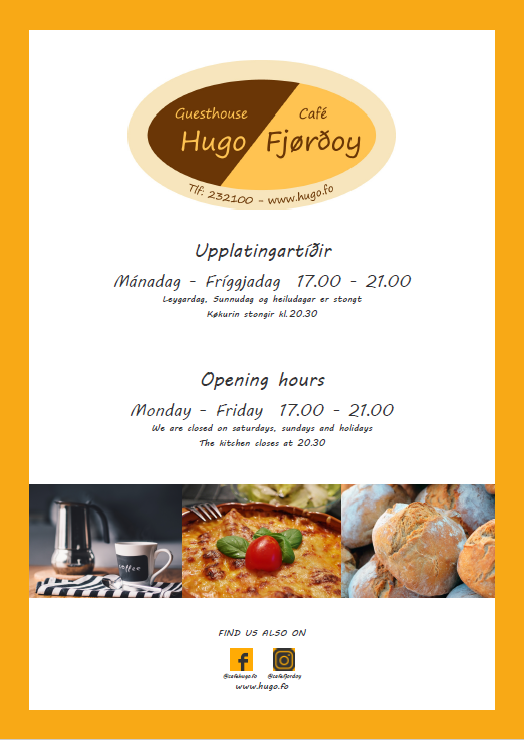 Guesthouse Café
Hugo Fjørðoy
Tlf. 232100 - www.hugo.fo
Upplatingartíðir
Mánadag - Fríggjadag 17.00 - 21.00
Leygardag, Sunnudag og heiludagar er stongt
Køkurin stongir kl. 20.30
Opening hours
Monday - Friday 17.00 - 21.00
We are closed on saturdays, sundays and holidays
The kitchen closes at 20.30
coffee
FIND US ALSO ON
@cafehugo.fo @cafefjordoy
www.hugo.fo